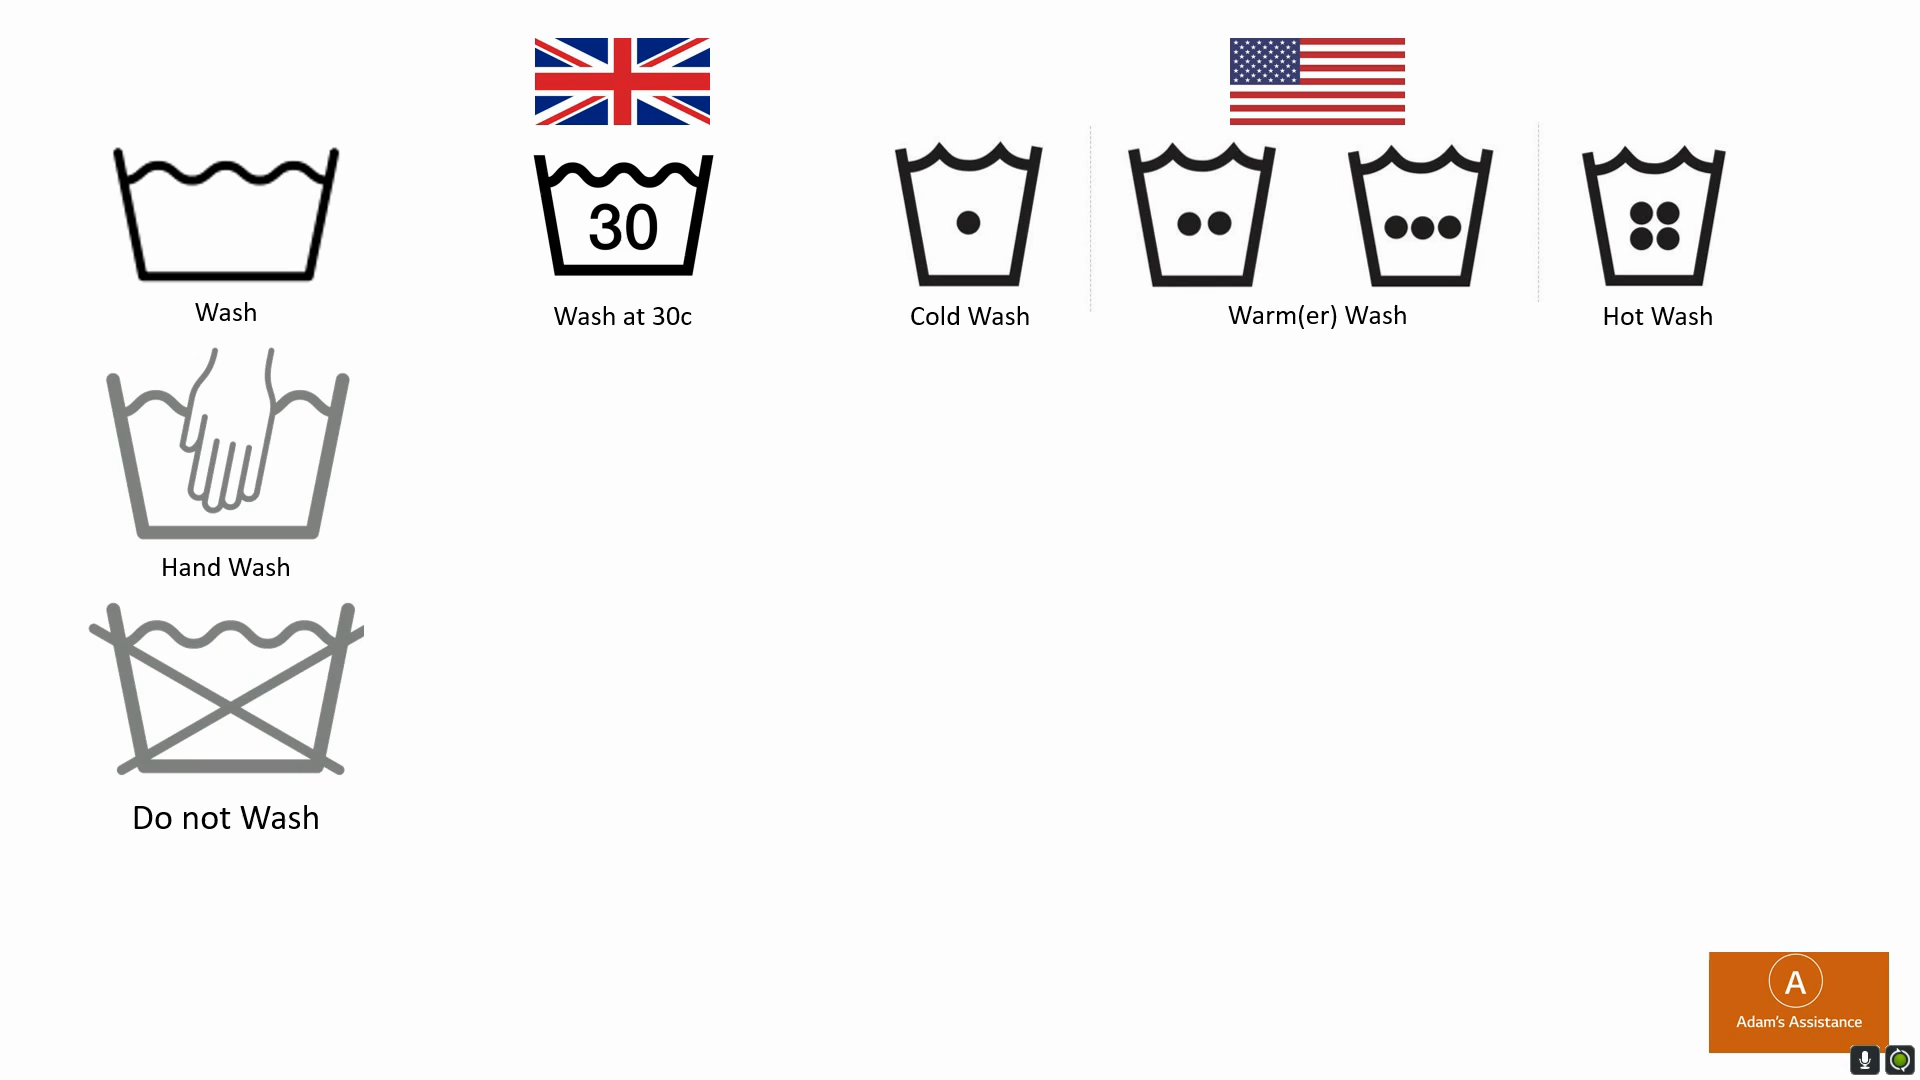 30
Wash
Wash at 30c
Cold Wash
Warm(er) Wash
Hot Wash
Hand Wash
Do not Wash
A
Adam's Assistance